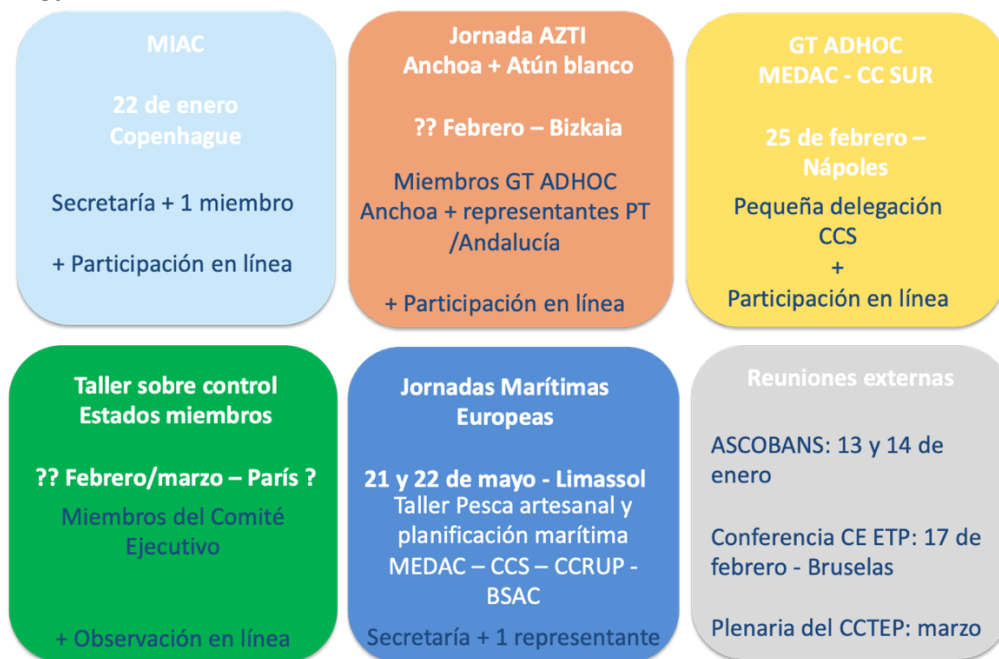 MIAC
22 de enero
Copenhague
Secretaría + 1 miembro
+ Participación en línea
Jornada AZTI
Anchoa + Atún blanco
?? Febrero – Bizkaia
Miembros GT ADHOC
Anchoa + representantes PT
/Andalucía
+ Participación en línea
GT ADHOC
MEDAC - CC SUR
25 de febrero –
Nápoles
Pequeña delegación
CCS
+
Participación en línea
Taller sobre control
Estados miembros
?? Febrero/marzo – París ?
Miembros del Comité
Ejecutivo
+ Observación en línea
Jornadas Marítimas
Europeas
21 y 22 de mayo - Limassol
Taller Pesca artesanal y
planificación marítima
MEDAC – CCS – CCRUP -
BSAC
Secretaría + 1 representante
Reuniones externas
ASCOBANS: 13 y 14 de
enero
Conferencia CE ETP: 17 de
febrero - Bruselas
Plenaria del CCTEP: marzo